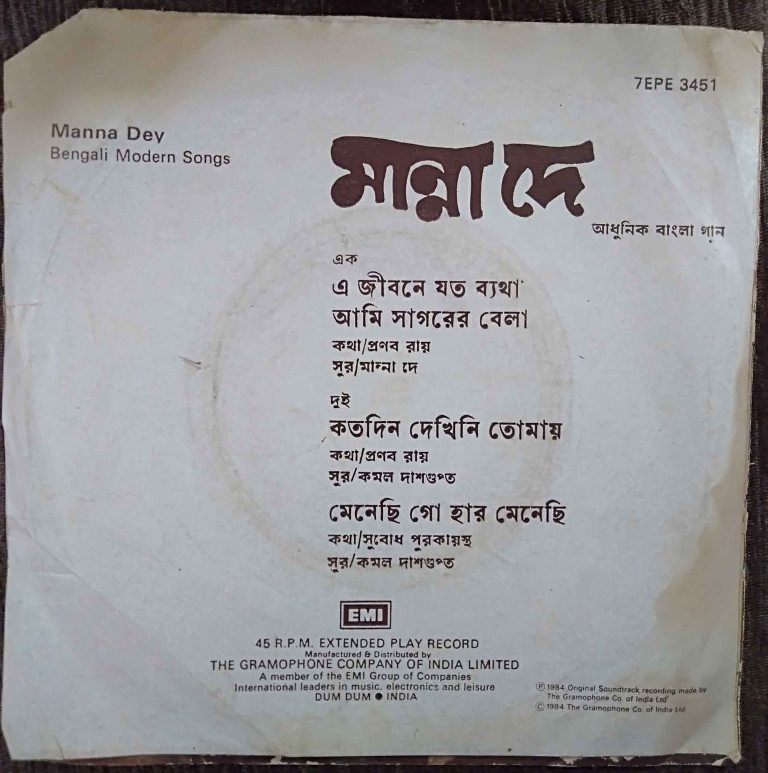 7EPE 3451
Manna Dey
Bengali Modern Songs
মান্না দে
আধুনিক বাংলা গান
এক
এ জীবনে যত ব্যথা
আমি সাগরের বেলা
কথা/প্রণব রায়
সুর/মান্না দে
দুই
কতদিন দেখিনি তোমায়
কথা/প্রণব রায়
সুর/কমল দাশগুপ্ত
মেনেছি গো হার মেনেছি
কথা/সুবোধ পুরকায়স্থ
সুর/কমল দাশগুপ্ত
EMI
45 R.P.M. EXTENDED PLAY RECORD
Manufactured & Distributed by
THE GRAMOPHONE COMPANY OF INDIA LIMITED
A member of the EMI Group of Companies
International leaders in music, electronics and leisure
DUM DUM ● INDIA
Ⓟ 1984 Original Soundtrack recording made by
The Gramophone Co. of India Ltd
© 1984 The Gramophone Co. of India Ltd